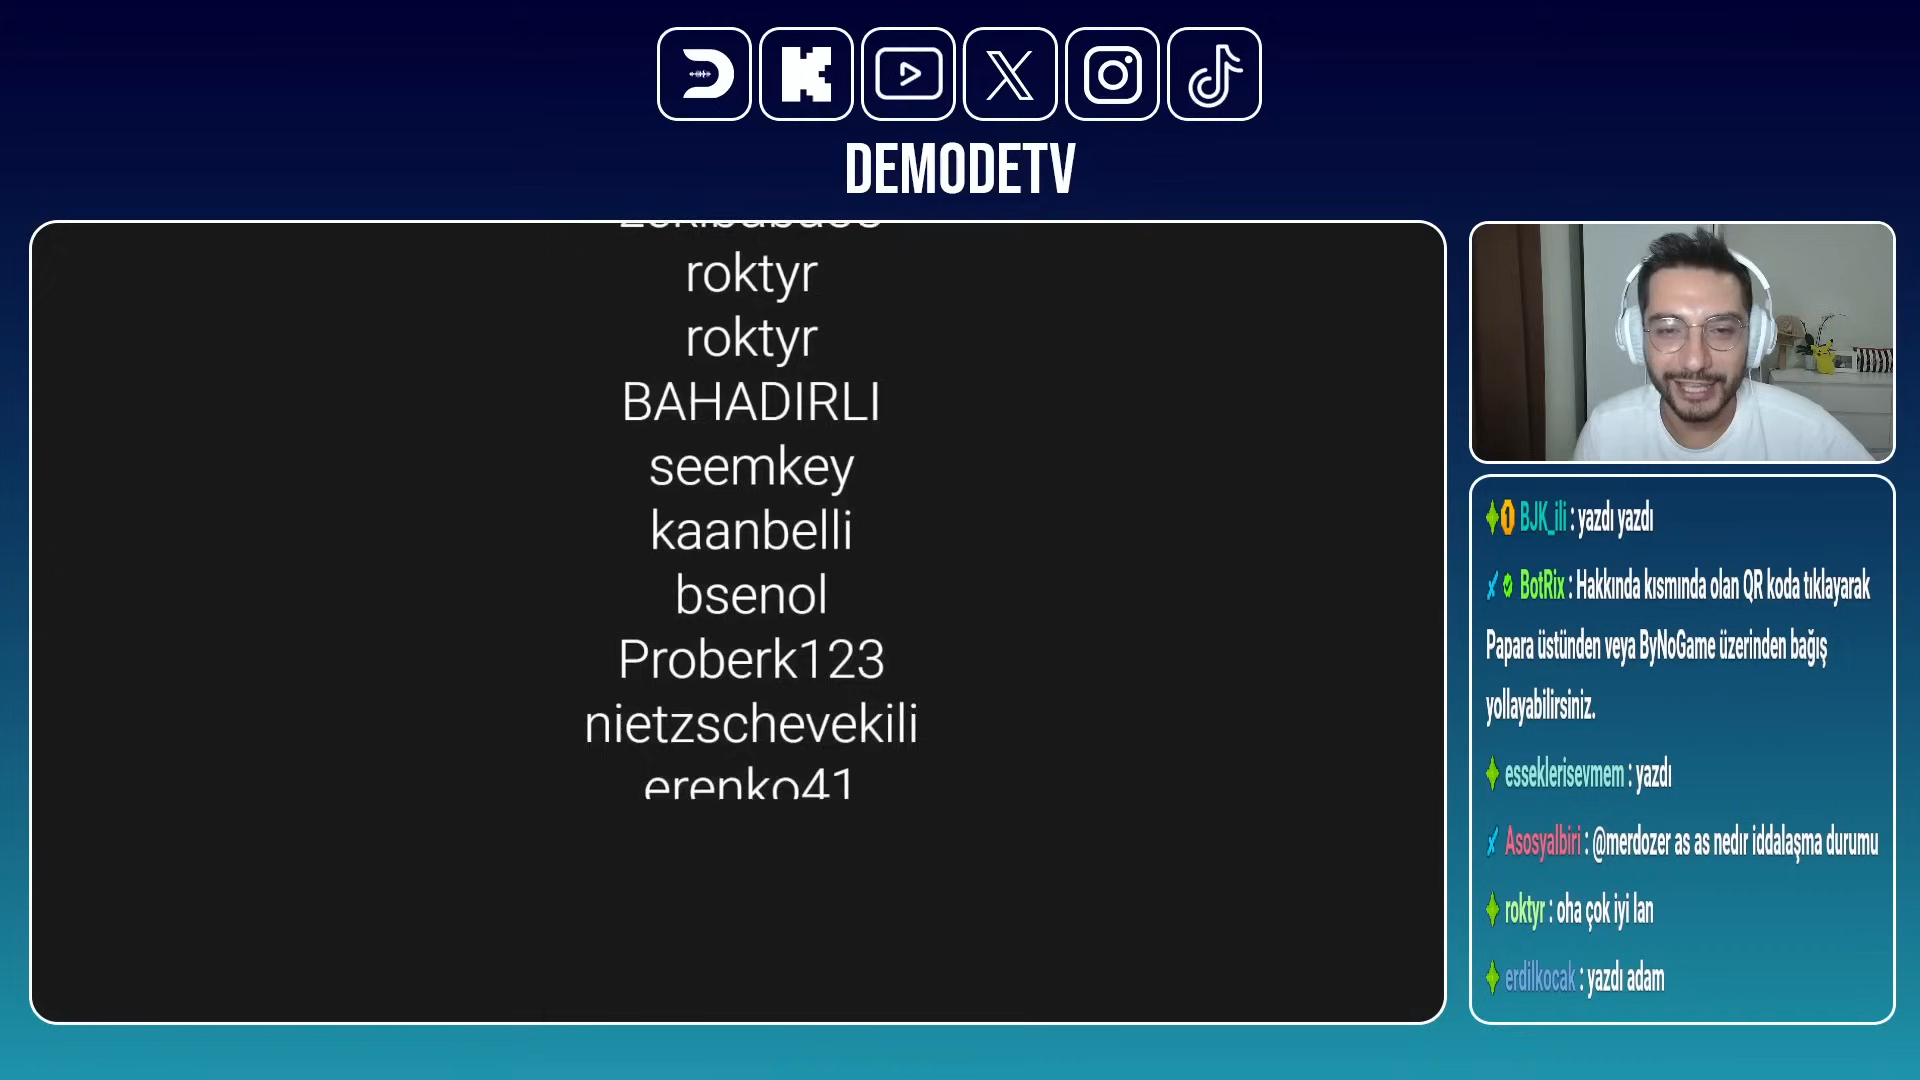 DEMODETV
roktyr
roktyr
BAHADIRLI
seemkey
kaanbelli
bsenol
Proberk123
nietzschevekili
erenko41
BJK_ili : yazdı yazdı
BotRix : Hakkında kısmında olan QR koda tıklayarak
Papara üstünden veya ByNoGame üzerinden bağış
yollayabilirsiniz.
esseklerisevmem : yazdı
Asosyalbiri : @merdozer as as nedır iddalaşma durumu
roktyr : oha çok iyi lan
erdilkocak : yazdı adam